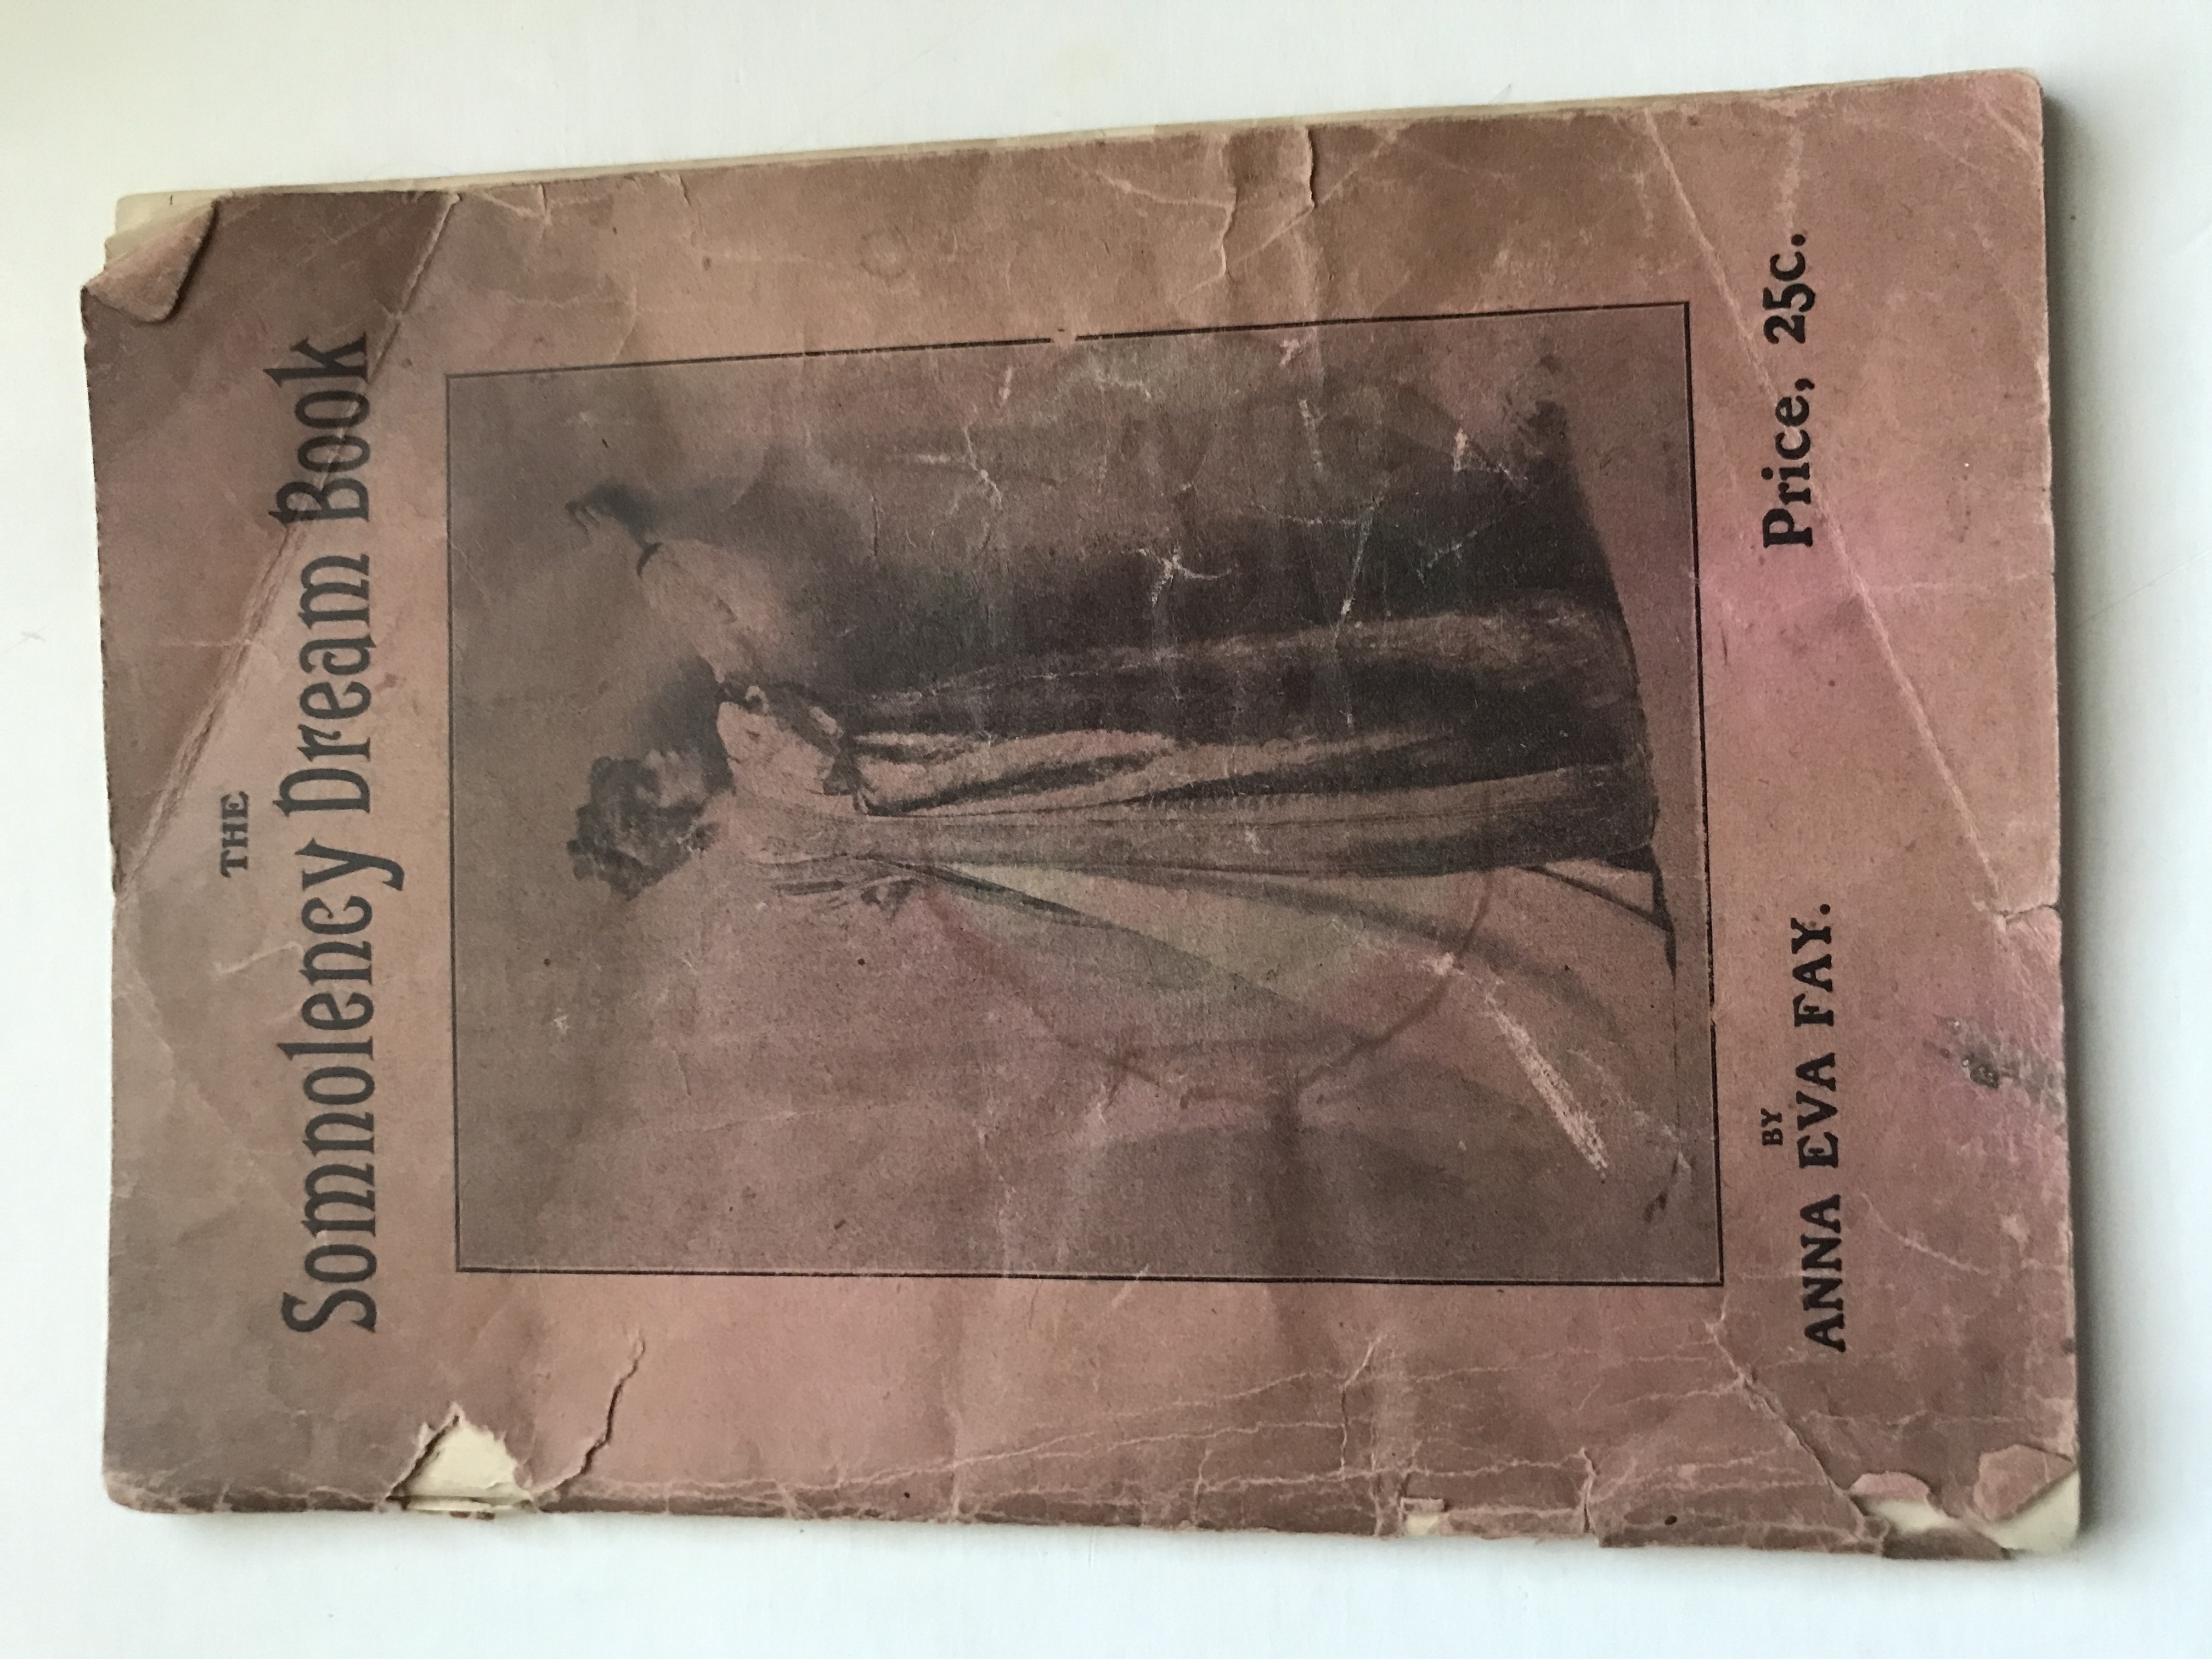 THE
Somnolency Dream Book
BY
ANNA EVA FAY. Price, 25c.